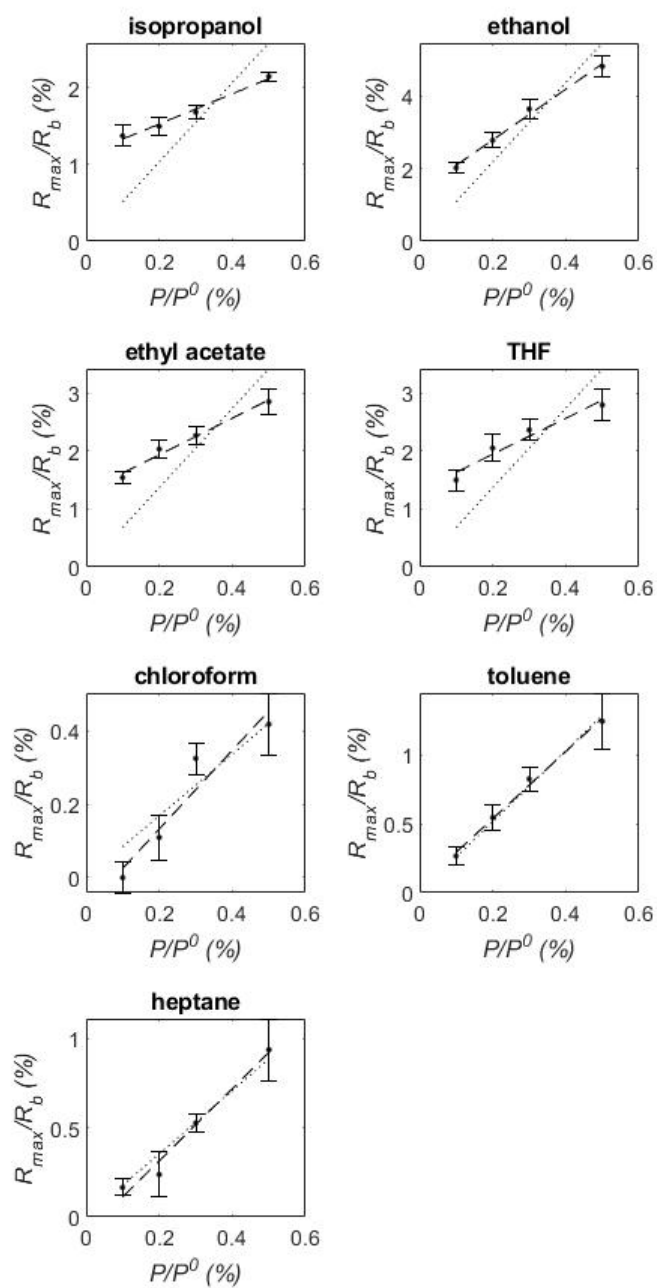 isopropanol
R_max/R_b (%)
2
1
0
0 0.2 0.4 0.6
P/P^0 (%)
ethanol
R_max/R_b (%)
4
2
0
0 0.2 0.4 0.6
P/P^0 (%)
ethyl acetate
R_max/R_b (%)
3
2
1
0
0 0.2 0.4 0.6
P/P^0 (%)
THF
R_max/R_b (%)
3
2
1
0
0 0.2 0.4 0.6
P/P^0 (%)
chloroform
R_max/R_b (%)
0.4
0.2
0
0 0.2 0.4 0.6
P/P^0 (%)
toluene
R_max/R_b (%)
1
0.5
0
0 0.2 0.4 0.6
P/P^0 (%)
heptane
R_max/R_b (%)
1
0.5
0
0 0.2 0.4 0.6
P/P^0 (%)